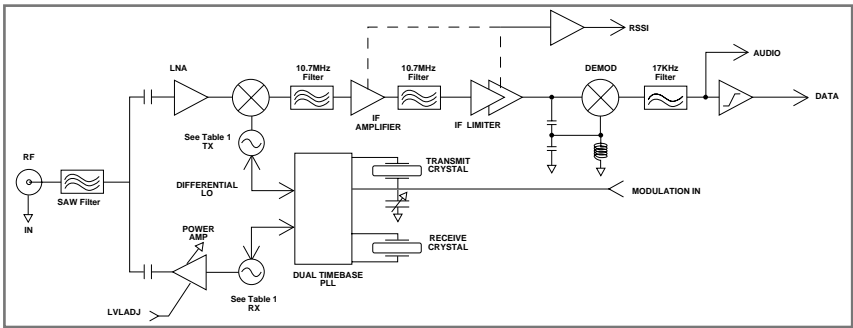 RSSI
AUDIO
LNA
10.7MHz
Filter
10.7MHz
Filter
DEMOD
17KHz
Filter
DATA
IF
AMPLIFIER
IF LIMITER
See Table 1
TX
RF
IN
SAW Filter
DIFFERENTIAL
LO
TRANSMIT
CRYSTAL
MODULATION IN
POWER
AMP
RECEIVE
CRYSTAL
DUAL TIMEBASE
PLL
See Table 1
RX
LVLADJ